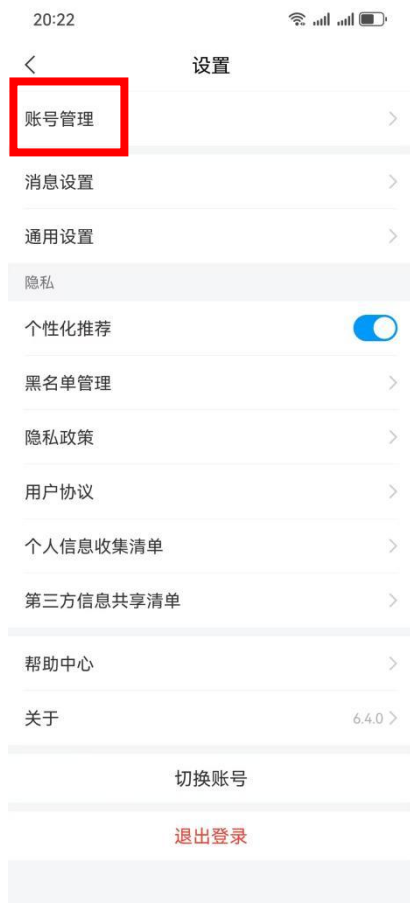 20:22
设置
账号管理
消息设置
通用设置
隐私
个性化推荐
黑名单管理
隐私政策
用户协议
个人信息收集清单
第三方信息共享清单
帮助中心
关于 6.4.0
切换账号
退出登录